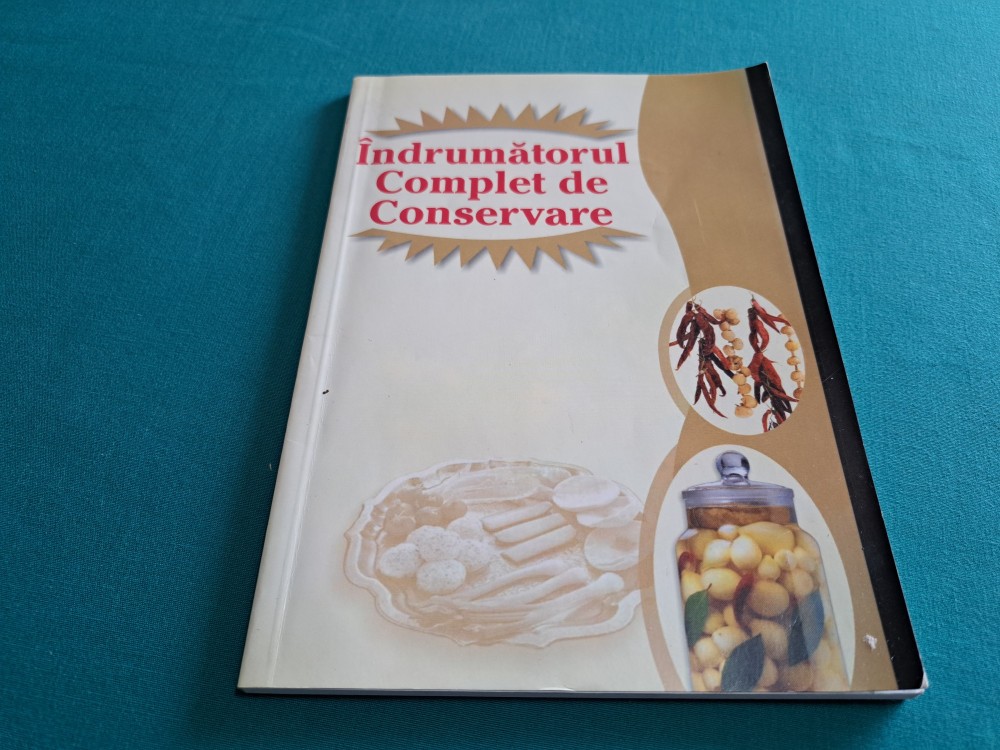 Îndrumătorul
Complet de
Conservare